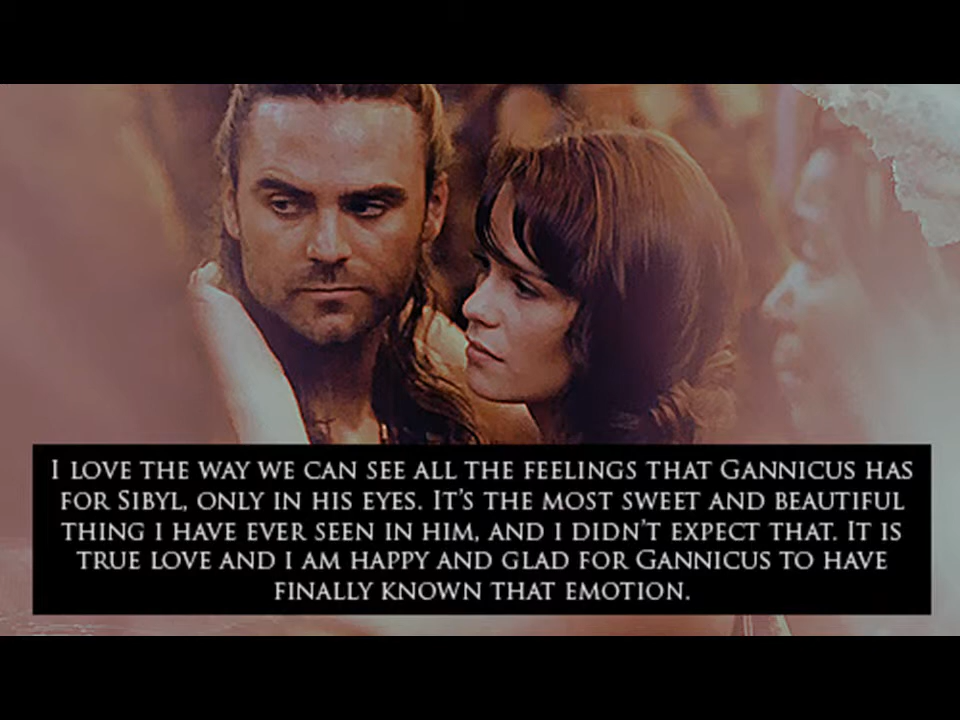 I LOVE THE WAY WE CAN SEE ALL THE FEELINGS THAT GANNICUS HAS
FOR SIBYL, ONLY IN HIS EYES. IT'S THE MOST SWEET AND BEAUTIFUL
THING I HAVE EVER SEEN IN HIM, AND I DIDN'T EXPECT THAT. IT IS
TRUE LOVE AND I AM HAPPY AND GLAD FOR GANNICUS TO HAVE
FINALLY KNOWN THAT EMOTION.